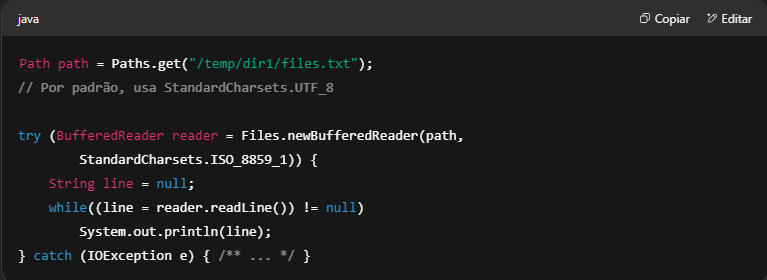 java
Copiar
Editar
Path path = Paths.get("/temp/dir1/files.txt");
// Por padrão, usa StandardCharsets.UTF_8
try (BufferedReader reader = Files.newBufferedReader(path,
        StandardCharsets.ISO_8859_1)) {
    String line = null;
    while((line = reader.readLine()) != null)
        System.out.println(line);
} catch (IOException e) { /** ... */ }